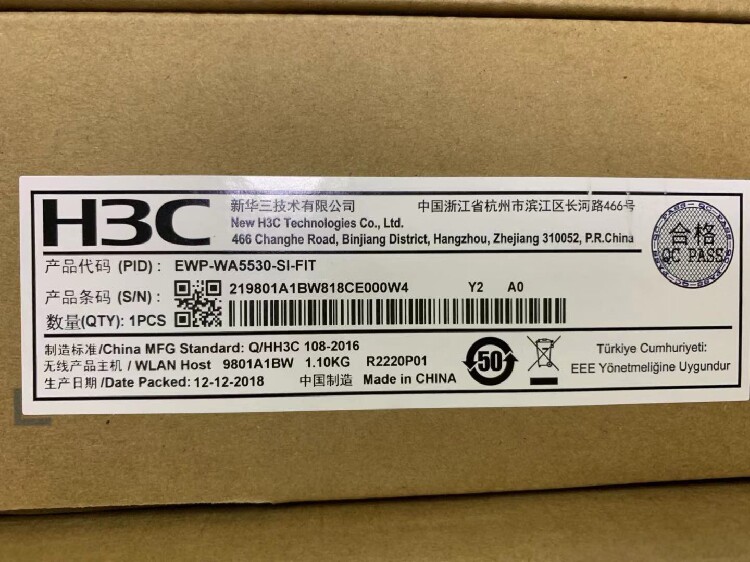 H3C
新华三技术有限公司 中国浙江省杭州市滨江区长河路466号
New H3C Technologies Co., Ltd.
466 Changhe Road, Binjiang District, Hangzhou, Zhejiang 310052, P.R.China
PASS QC PASS
合格
QC PASS
产品代码 (PID): EWP-WA5530-SI-FIT
产品条码 (S/N): 219801A1BW818CE000W4 Y2 A0
数量(QTY): 1PCS
制造标准/China MFG Standard: Q/HH3C 108-2016
无线产品主机 / WLAN Host 9801A1BW 1.10KG R2220P01
生产日期 /Date Packed: 12-12-2018 中国制造 Made in CHINA
50
Türkiye Cumhuriyeti:
EEE Yönetmeliğine Uygundur